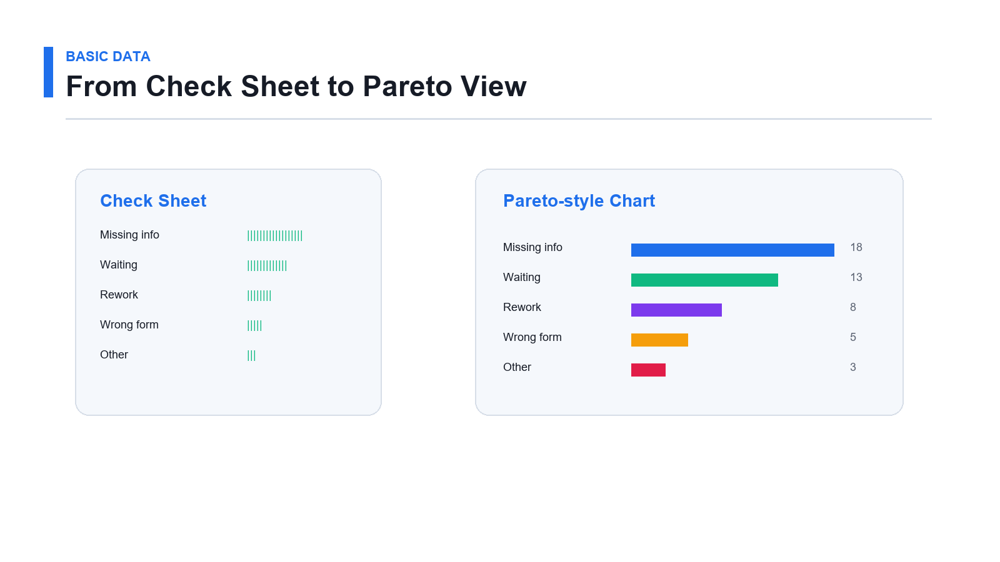 BASIC DATA
From Check Sheet to Pareto View
Check Sheet
Missing info ||||||||||||||||||
Waiting |||||||||||||
Rework ||||||||
Wrong form |||||
Other |||
Pareto-style Chart
Missing info 18
Waiting 13
Rework 8
Wrong form 5
Other 3